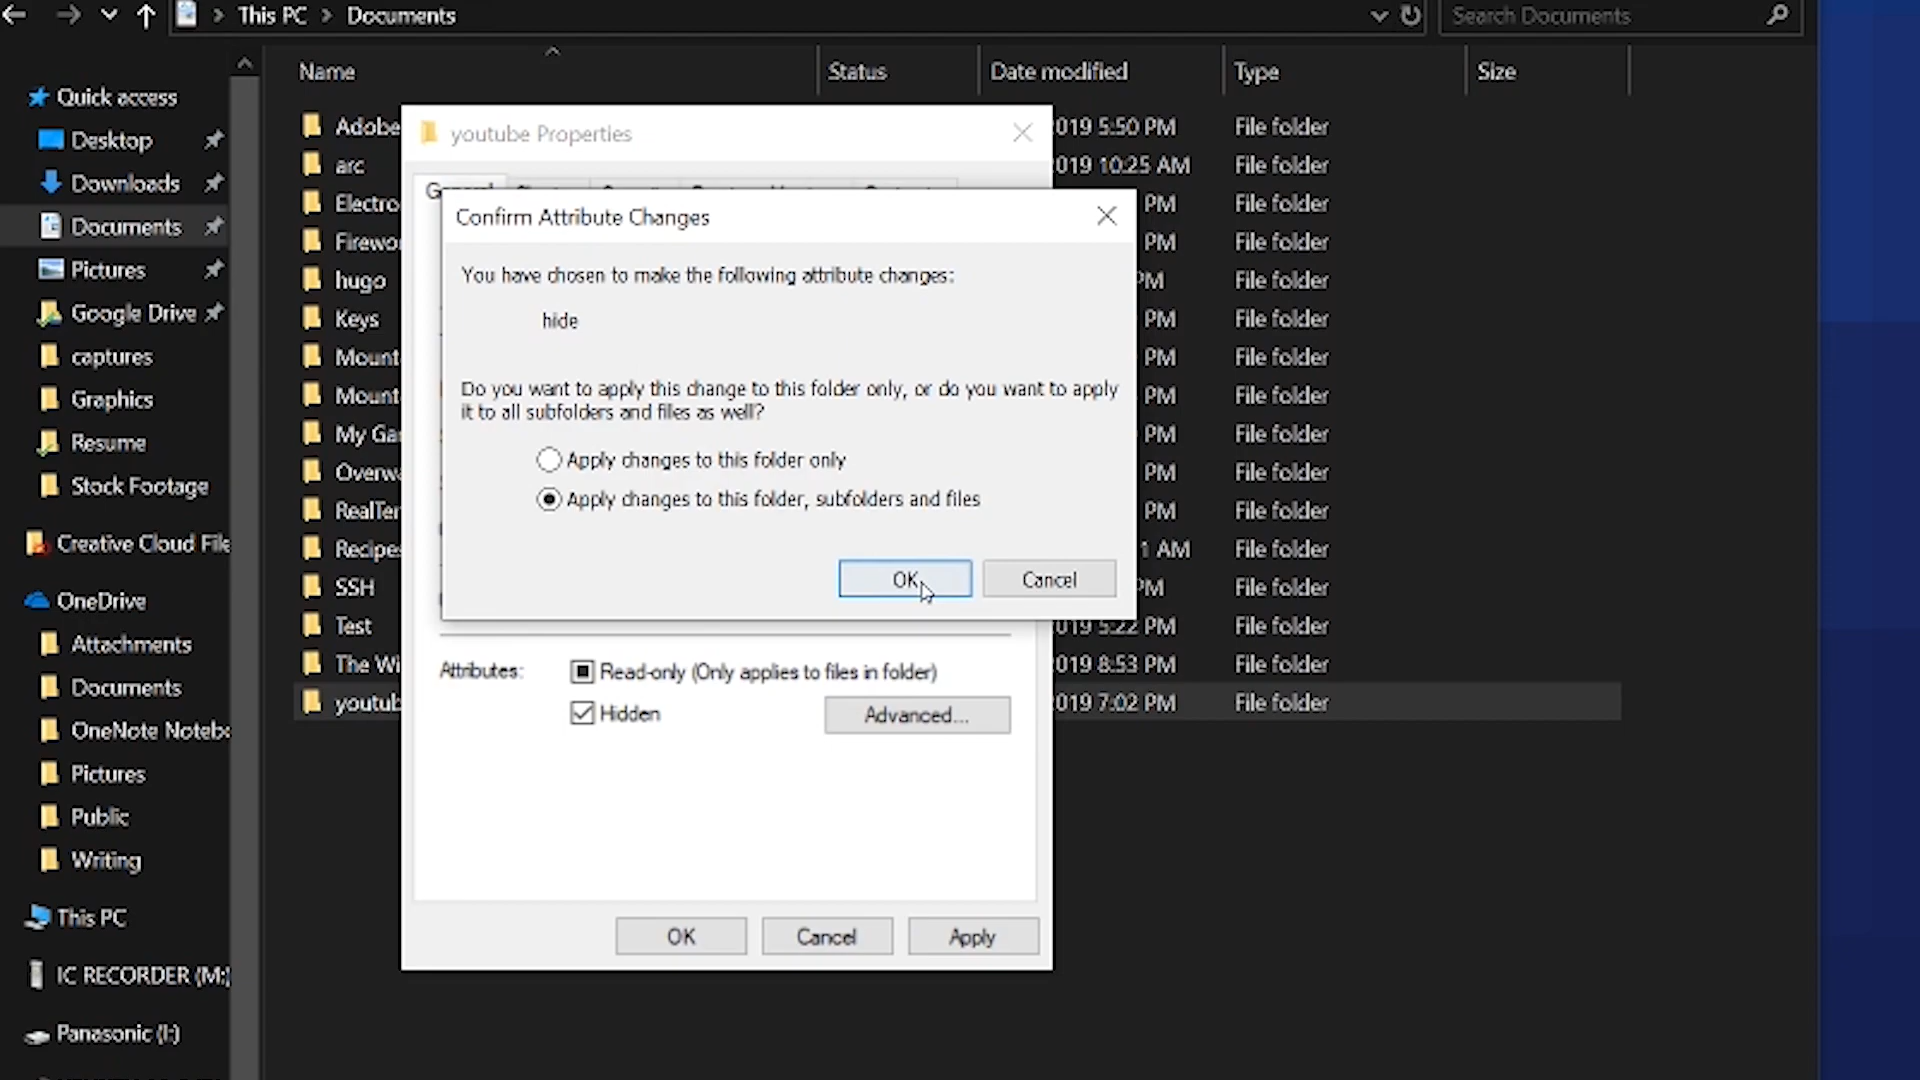 This PC > Documents
Search Documents
Name
Status
Date modified
Type
Size
Quick access
Desktop
Downloads
Documents
Pictures
Google Drive
captures
Graphics
Resume
Stock Footage
Creative Cloud File
OneDrive
Attachments
Documents
OneNote Notebo
Pictures
Public
Writing
This PC
IC RECORDER (M:)
Panasonic (I:)
Adobe 019 5:50 PM File folder
arc 019 10:25 AM File folder
Electro PM File folder
Firewo PM File folder
hugo PM File folder
Keys PM File folder
Mount PM File folder
Mount PM File folder
My Ga PM File folder
Overwa PM File folder
RealTer PM File folder
Recipes 1 AM File folder
SSH PM File folder
Test 019 5:22 PM File folder
The Wi 019 8:53 PM File folder
youtub 019 7:02 PM File folder
youtube Properties
General
Confirm Attribute Changes
You have chosen to make the following attribute changes:
hide
Do you want to apply this change to this folder only, or do you want to apply
it to all subfolders and files as well?
Apply changes to this folder only
Apply changes to this folder, subfolders and files
OK Cancel
Attributes: Read-only (Only applies to files in folder)
Hidden Advanced...
OK Cancel Apply